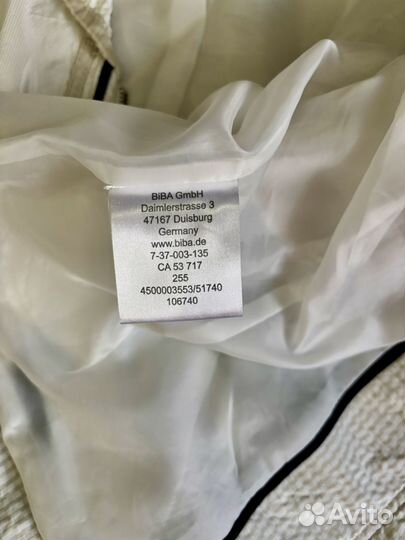 BiBA GmbH
Daimlerstrasse 3
47167 Duisburg
Germany
www.biba.de
7-37-003-135
CA 53 717
255
4500003553/51740
106740
Avito